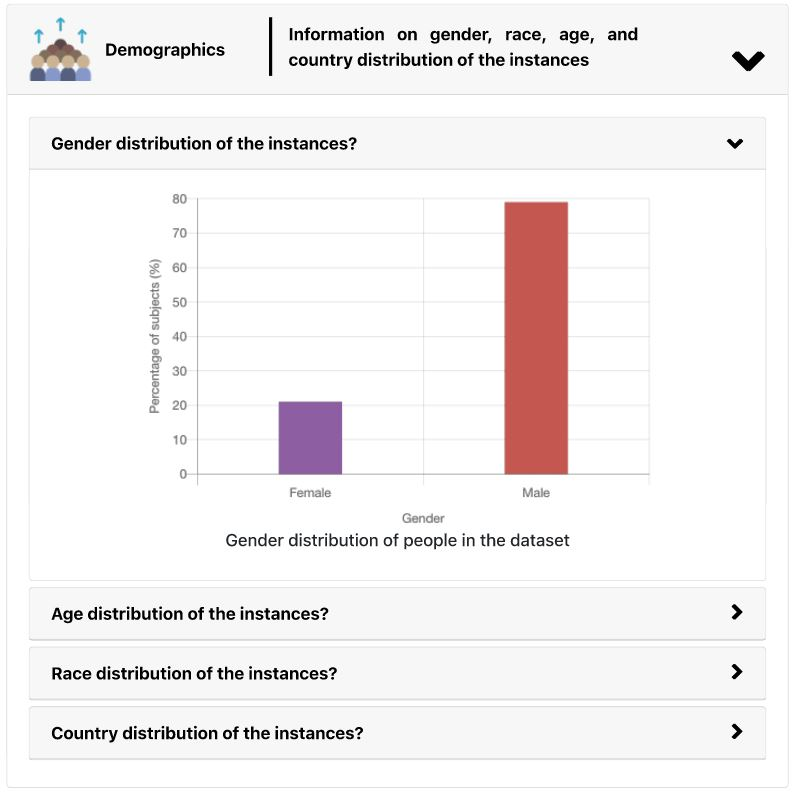 Demographics
Information on gender, race, age, and
country distribution of the instances
Gender distribution of the instances?
80
70
60
50
40
30
20
10
0
Percentage of subjects (%)
Female
Male
Gender
Gender distribution of people in the dataset
Age distribution of the instances?
Race distribution of the instances?
Country distribution of the instances?